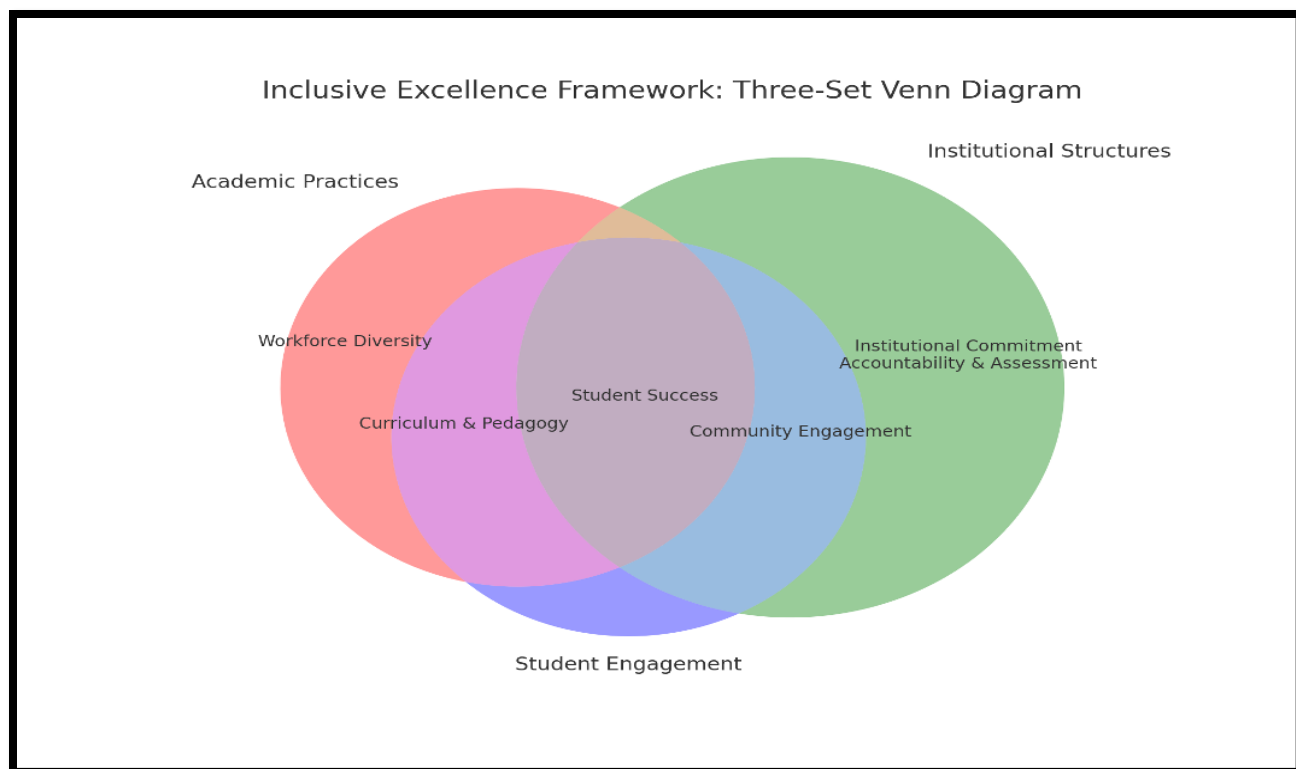 Inclusive Excellence Framework: Three-Set Venn Diagram
Institutional Structures
Academic Practices
Workforce Diversity
Institutional Commitment
Accountability & Assessment
Student Success
Curriculum & Pedagogy
Community Engagement
Student Engagement